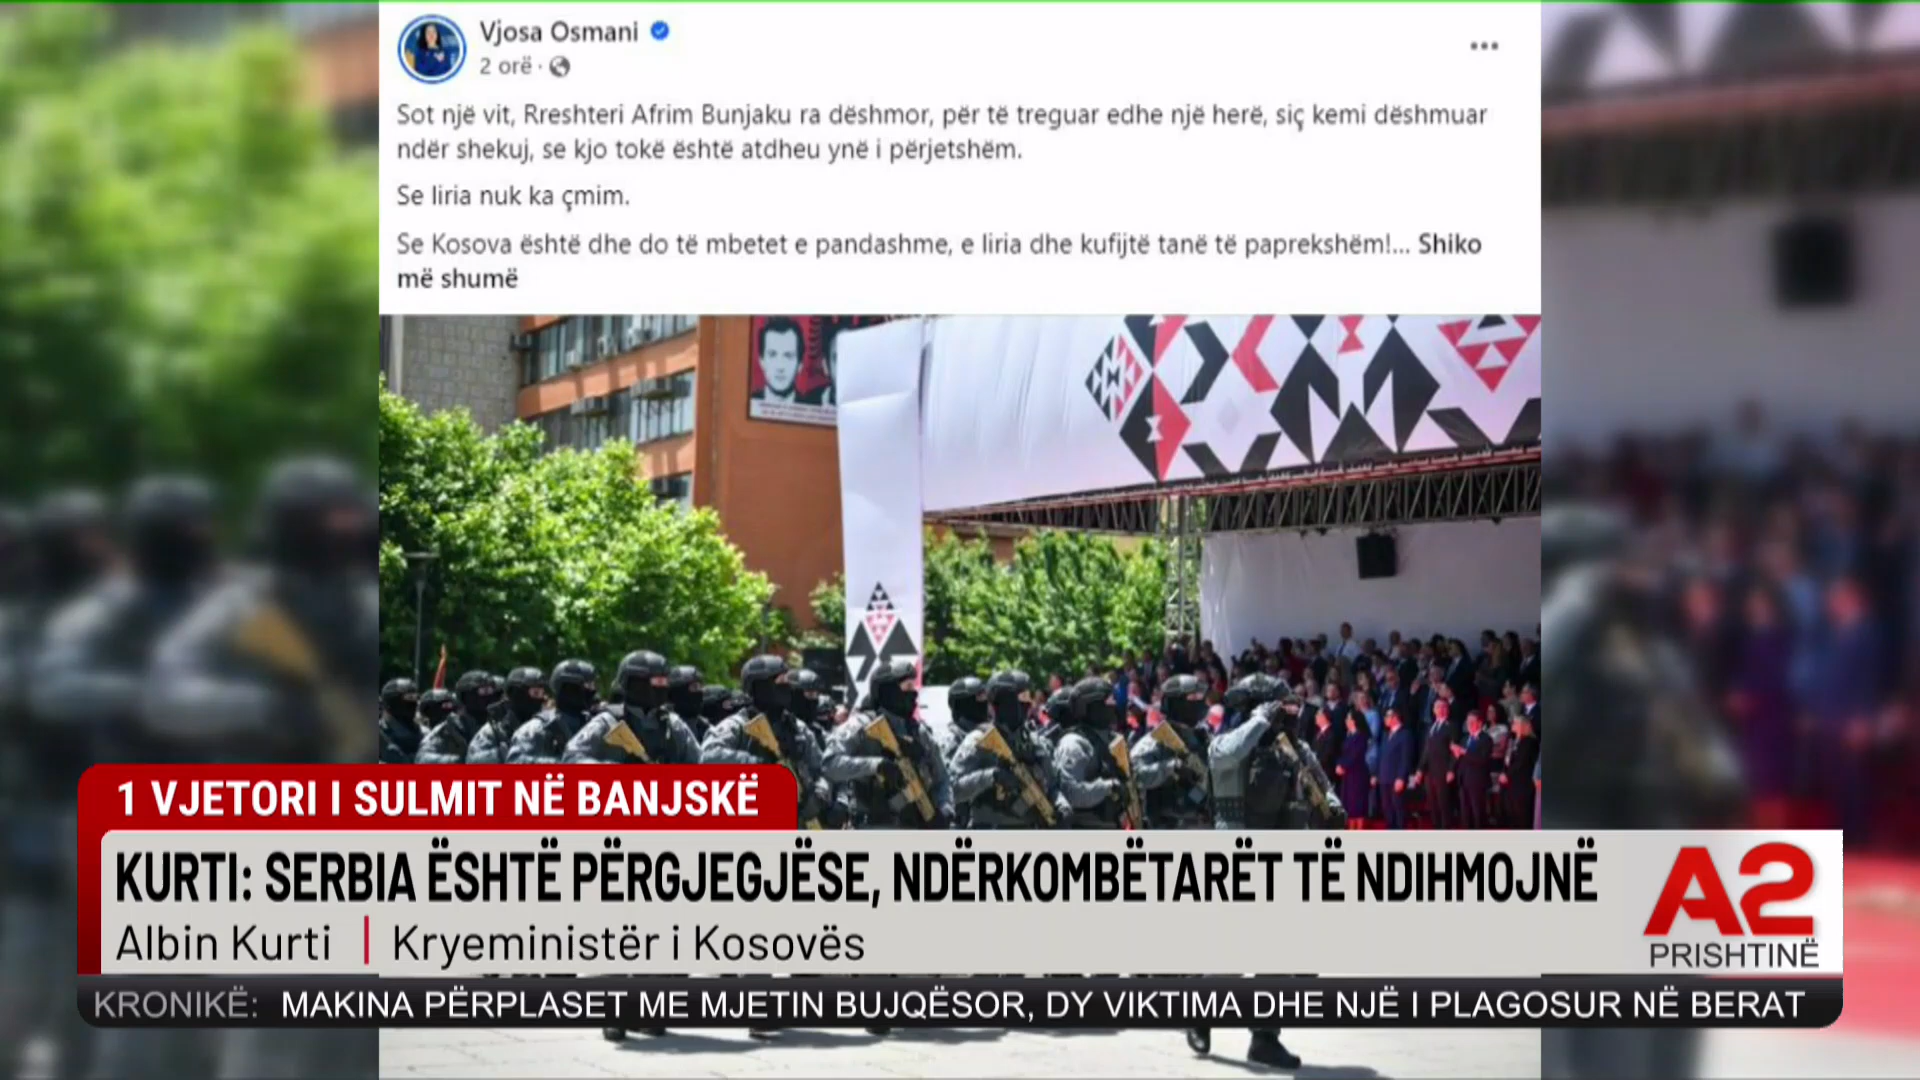 Vjosa Osmani
2 orë ·
Sot një vit, Rreshteri Afrim Bunjaku ra dëshmor, për të treguar edhe një herë, siç kemi dëshmuar
ndër shekuj, se kjo tokë është atdheu ynë i përjetshëm.
Se liria nuk ka çmim.
Se Kosova është dhe do të mbetet e pandashme, e liria dhe kufijtë tanë të paprekshëm!... Shiko
më shumë
1 VJETORI I SULMIT NË BANJSKË
KURTI: SERBIA ËSHTË PËRGJEGJËSE, NDËRKOMBËTARËT TË NDIHMOJNË
Albin Kurti | Kryeministër i Kosovës
A2
PRISHTINË
KRONIKË: MAKINA PËRPLASET ME MJETIN BUJQËSOR, DY VIKTIMA DHE NJË I PLAGOSUR NË BERAT